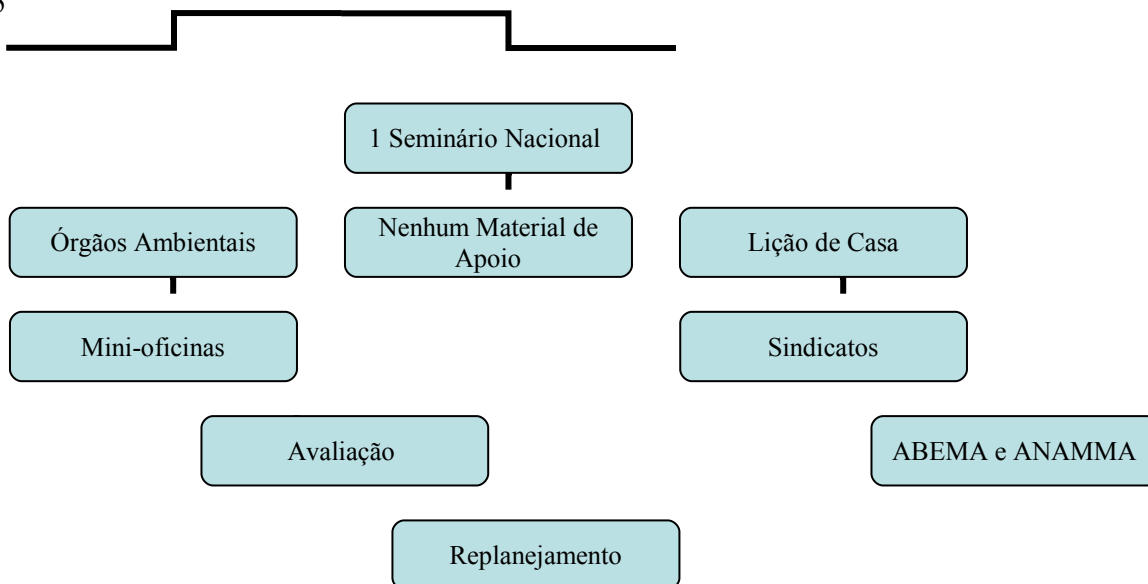 1 Seminário Nacional
Órgãos Ambientais
Nenhum Material de
Apoio
Lição de Casa
Mini-oficinas
Sindicatos
Avaliação
ABEMA e ANAMMA
Replanejamento